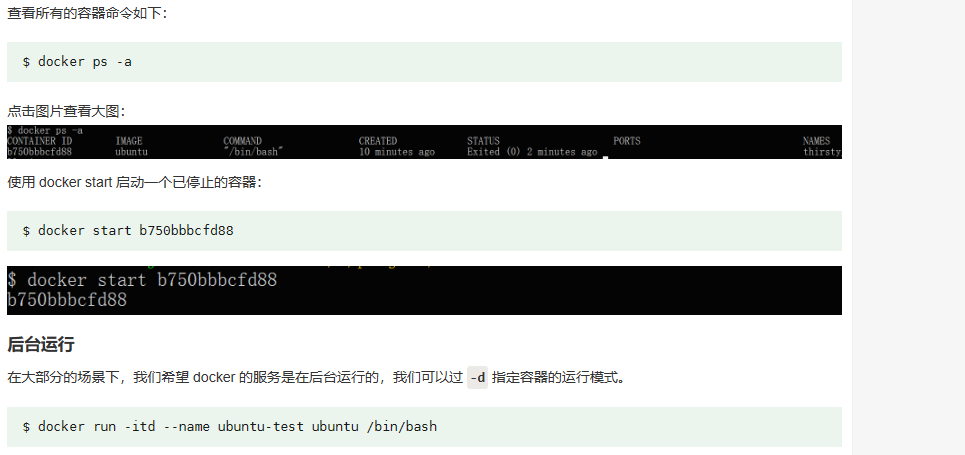 查看所有的容器命令如下：
$ docker ps -a
点击图片查看大图：
$ docker ps -a
CONTAINER ID IMAGE COMMAND CREATED STATUS PORTS NAMES
b750bbbcfd88 ubuntu "/bin/bash" 10 minutes ago Exited (0) 2 minutes ago thirsty
使用 docker start 启动一个已停止的容器：
$ docker start b750bbbcfd88
$ docker start b750bbbcfd88
b750bbbcfd88
后台运行
在大部分的场景下，我们希望 docker 的服务是在后台运行的，我们可以过 -d 指定容器的运行模式。
$ docker run -itd --name ubuntu-test ubuntu /bin/bash